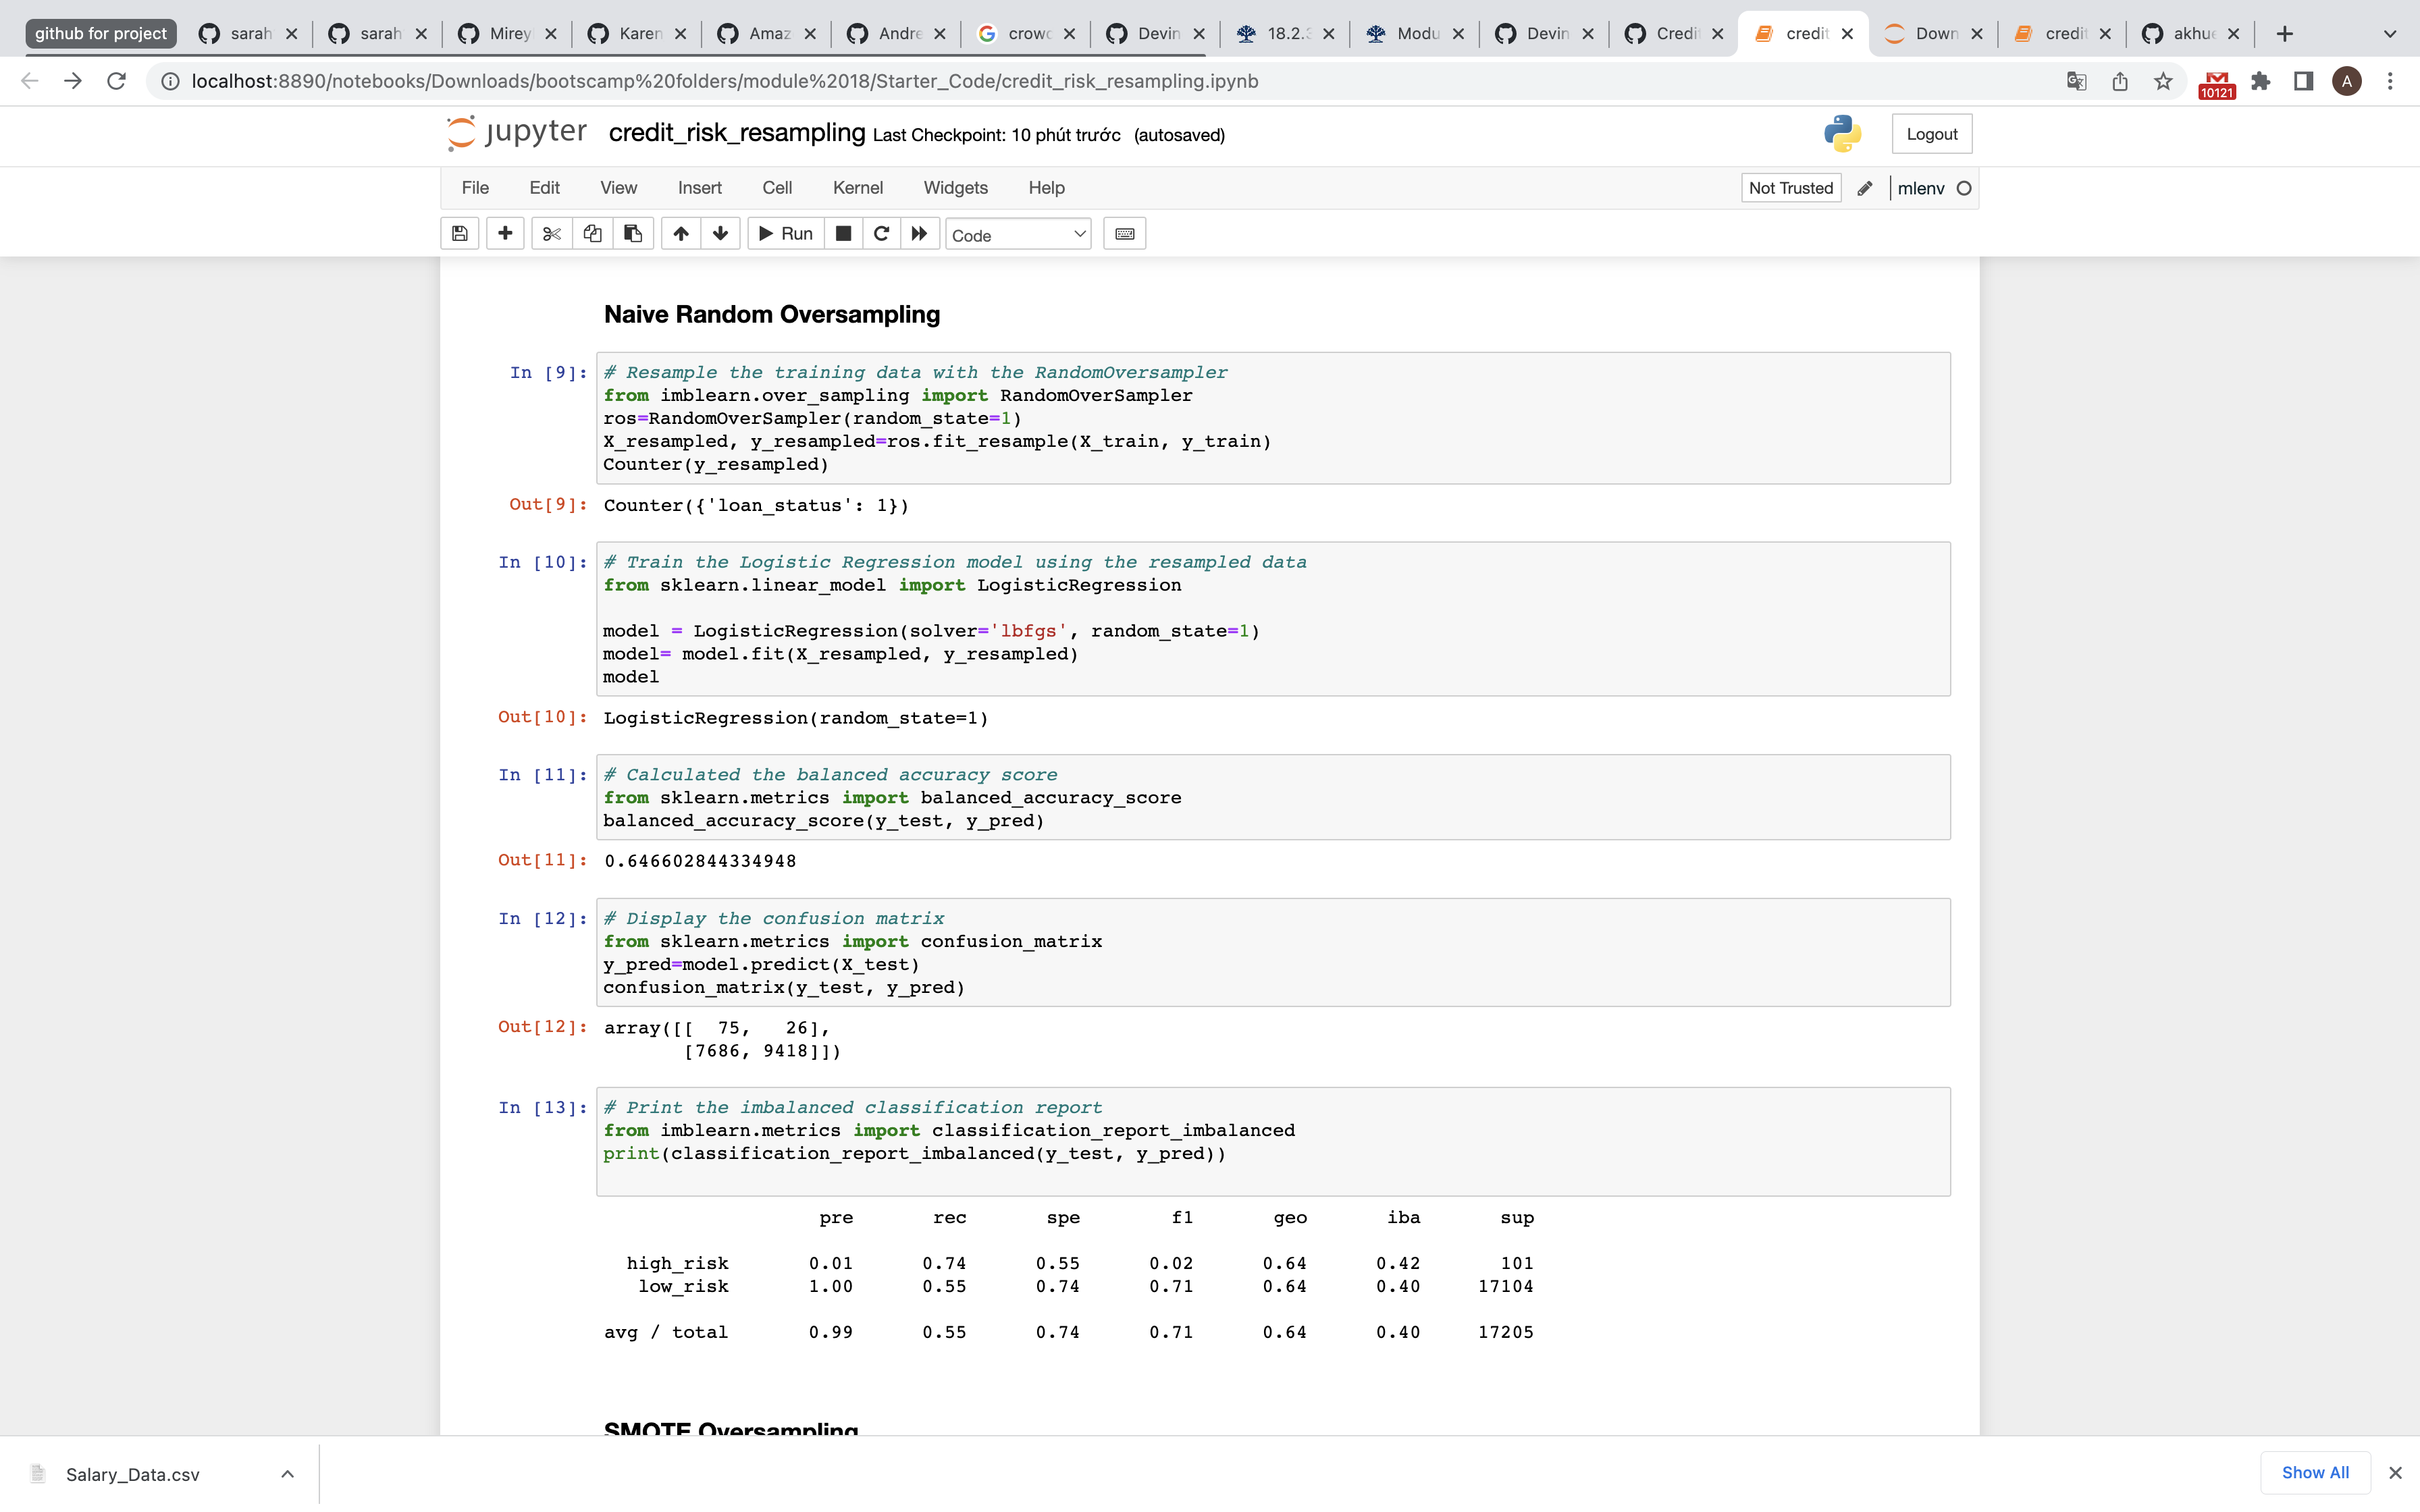 github for project sarah sarah Mirey Karen Amaz Andre crowd Devin 18.2.3 Modu Devin Credi credit Down credit akhue
localhost:8890/notebooks/Downloads/bootscamp%20folders/module%2018/Starter_Code/credit_risk_resampling.ipynb
10121
A
jupyter credit_risk_resampling Last Checkpoint: 10 phút trước (autosaved)
Logout
File Edit View Insert Cell Kernel Widgets Help
Not Trusted
mlenv
Run
Code
Naive Random Oversampling
In [9]: # Resample the training data with the RandomOversampler
from imblearn.over_sampling import RandomOverSampler
ros=RandomOverSampler(random_state=1)
X_resampled, y_resampled=ros.fit_resample(X_train, y_train)
Counter(y_resampled)
Out[9]: Counter({'loan_status': 1})
In [10]: # Train the Logistic Regression model using the resampled data
from sklearn.linear_model import LogisticRegression
model = LogisticRegression(solver='lbfgs', random_state=1)
model= model.fit(X_resampled, y_resampled)
model
Out[10]: LogisticRegression(random_state=1)
In [11]: # Calculated the balanced accuracy score
from sklearn.metrics import balanced_accuracy_score
balanced_accuracy_score(y_test, y_pred)
Out[11]: 0.646602844334948
In [12]: # Display the confusion matrix
from sklearn.metrics import confusion_matrix
y_pred=model.predict(X_test)
confusion_matrix(y_test, y_pred)
Out[12]: array([[ 75, 26],
[7686, 9418]])
In [13]: # Print the imbalanced classification report
from imblearn.metrics import classification_report_imbalanced
print(classification_report_imbalanced(y_test, y_pred))
pre rec spe f1 geo iba sup
high_risk 0.01 0.74 0.55 0.02 0.64 0.42 101
low_risk 1.00 0.55 0.74 0.71 0.64 0.40 17104
avg / total 0.99 0.55 0.74 0.71 0.64 0.40 17205
SMOTE Oversampling
Salary_Data.csv
Show All